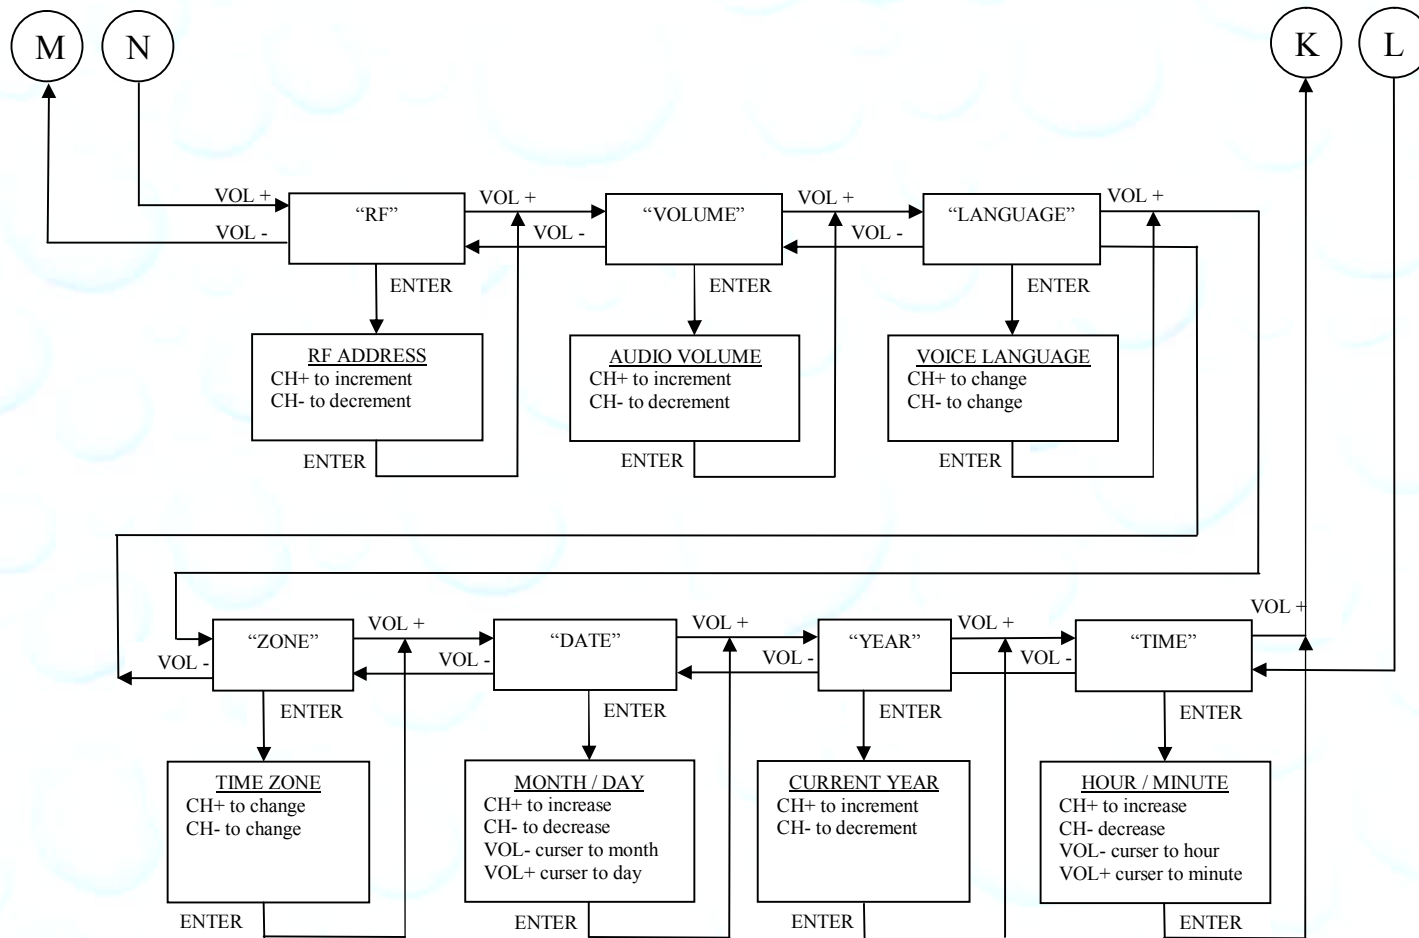 M N K L
VOL + "RF" VOL + "VOLUME" VOL + "LANGUAGE" VOL +
VOL - VOL - VOL -
ENTER ENTER ENTER
RF ADDRESS
CH+ to increment
CH- to decrement
ENTER
AUDIO VOLUME
CH+ to increment
CH- to decrement
ENTER
VOICE LANGUAGE
CH+ to change
CH- to change
ENTER
"ZONE" VOL + "DATE" VOL + "YEAR" VOL + "TIME" VOL +
VOL - VOL - VOL - VOL -
ENTER ENTER ENTER ENTER
TIME ZONE
CH+ to change
CH- to change
ENTER
MONTH / DAY
CH+ to increase
CH- to decrease
VOL- curser to month
VOL+ curser to day
ENTER
CURRENT YEAR
CH+ to increment
CH- to decrement
ENTER
HOUR / MINUTE
CH+ to increase
CH- decrease
VOL- curser to hour
VOL+ curser to minute
ENTER